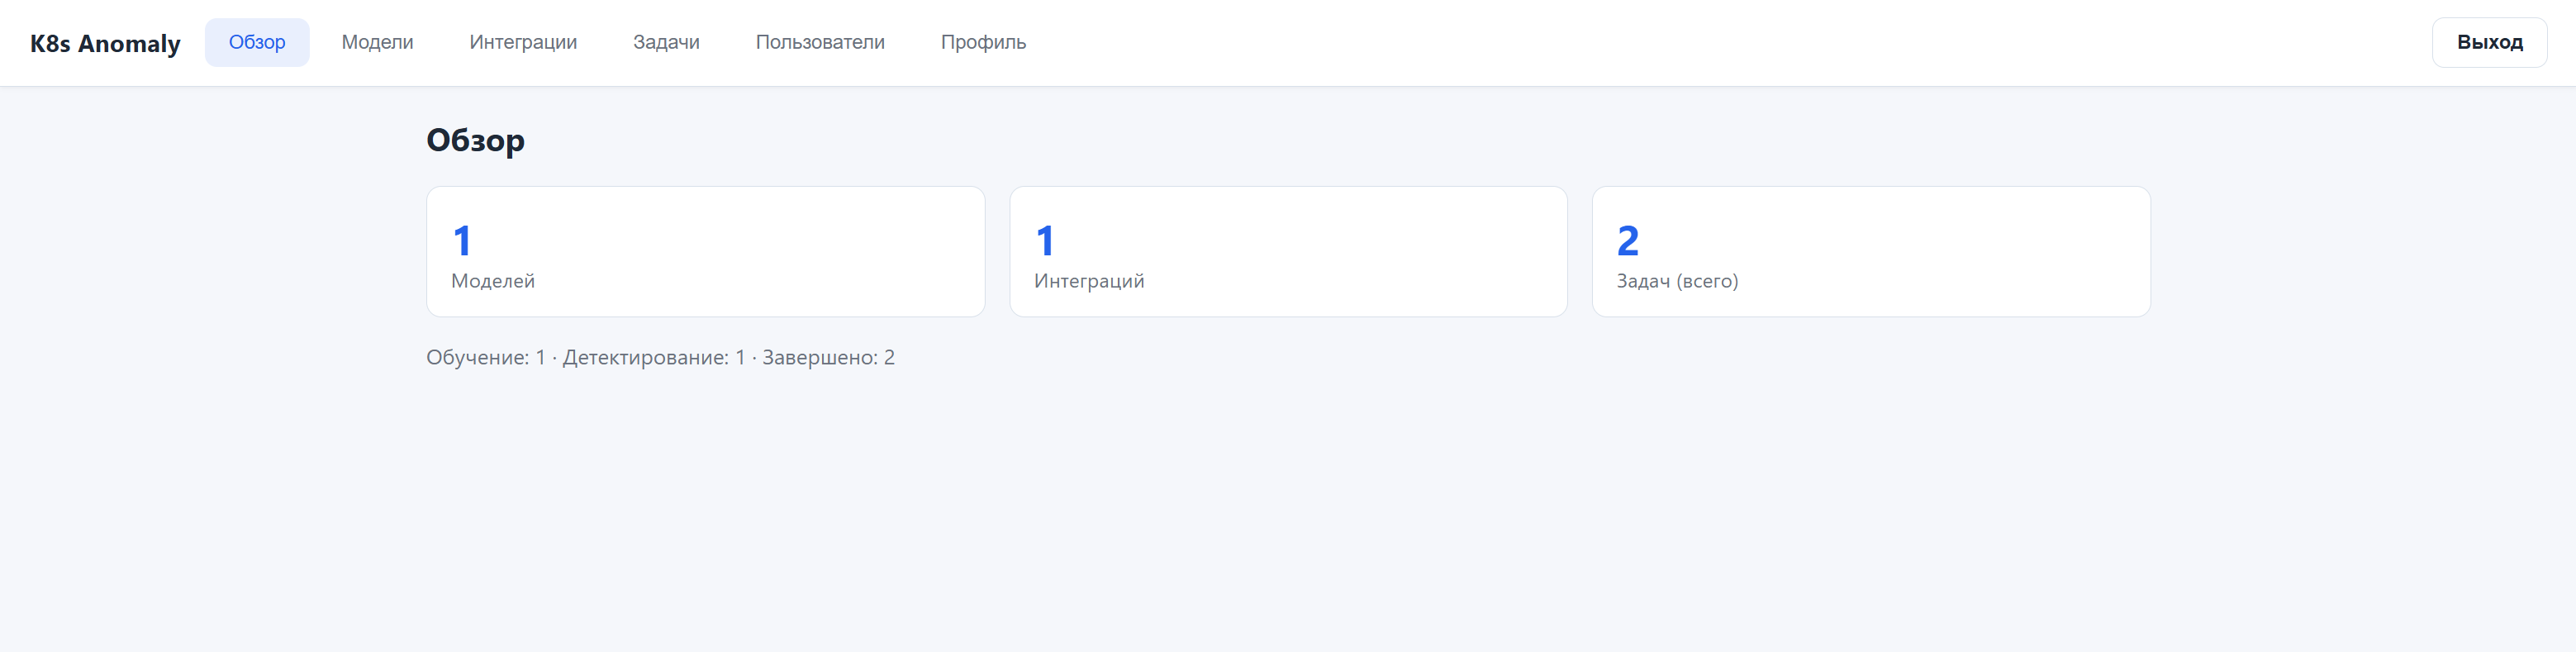 K8s Anomaly Обзор Модели Интеграции Задачи Пользователи Профиль Выход
Обзор
1 1 2
Моделей Интеграций Задач (всего)
Обучение: 1 · Детектирование: 1 · Завершено: 2